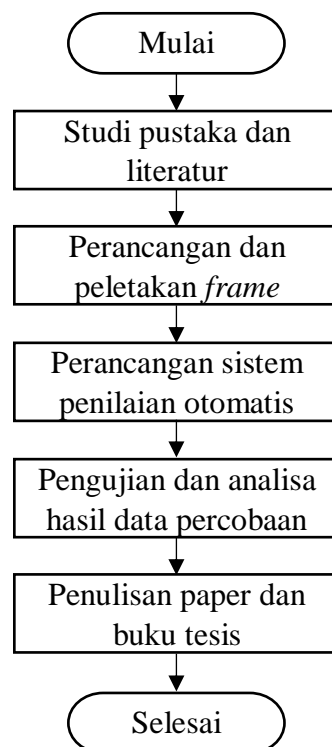 Mulai
Studi pustaka dan
literatur
Perancangan dan
peletakan frame
Perancangan sistem
penilaian otomatis
Pengujian dan analisa
hasil data percobaan
Penulisan paper dan
buku tesis
Selesai